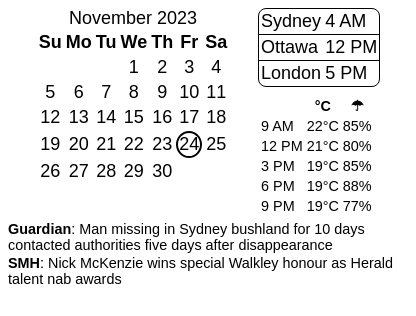 November 2023
Su Mo Tu We Th Fr Sa
1 2 3 4
5 6 7 8 9 10 11
12 13 14 15 16 17 18
19 20 21 22 23 24 25
26 27 28 29 30
Sydney 4 AM
Ottawa 12 PM
London 5 PM
°C ☂
9 AM 22°C 85%
12 PM 21°C 80%
3 PM 19°C 85%
6 PM 19°C 88%
9 PM 19°C 77%
Guardian: Man missing in Sydney bushland for 10 days
contacted authorities five days after disappearance
SMH: Nick McKenzie wins special Walkley honour as Herald
talent nab awards